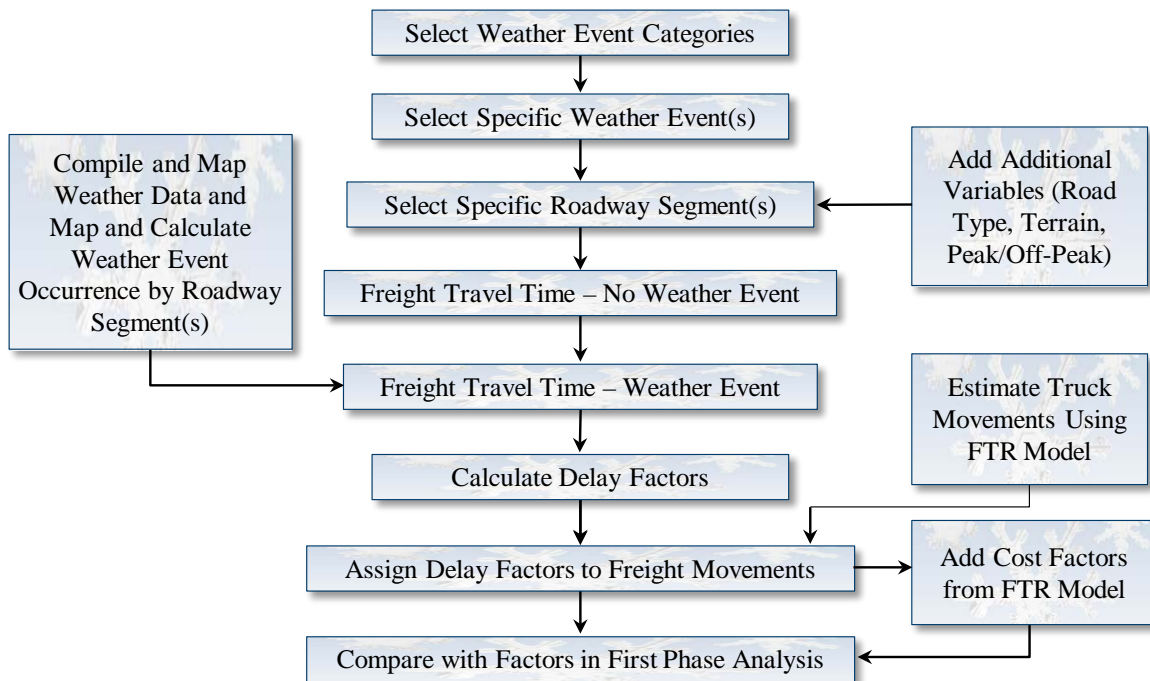 Select Weather Event Categories
Select Specific Weather Event(s)
Compile and Map
Weather Data and
Map and Calculate
Weather Event
Occurrence by Roadway
Segment(s)
Select Specific Roadway Segment(s)
Add Additional
Variables (Road
Type, Terrain,
Peak/Off-Peak)
Freight Travel Time – No Weather Event
Freight Travel Time – Weather Event
Estimate Truck
Movements Using
FTR Model
Calculate Delay Factors
Assign Delay Factors to Freight Movements
Add Cost Factors
from FTR Model
Compare with Factors in First Phase Analysis